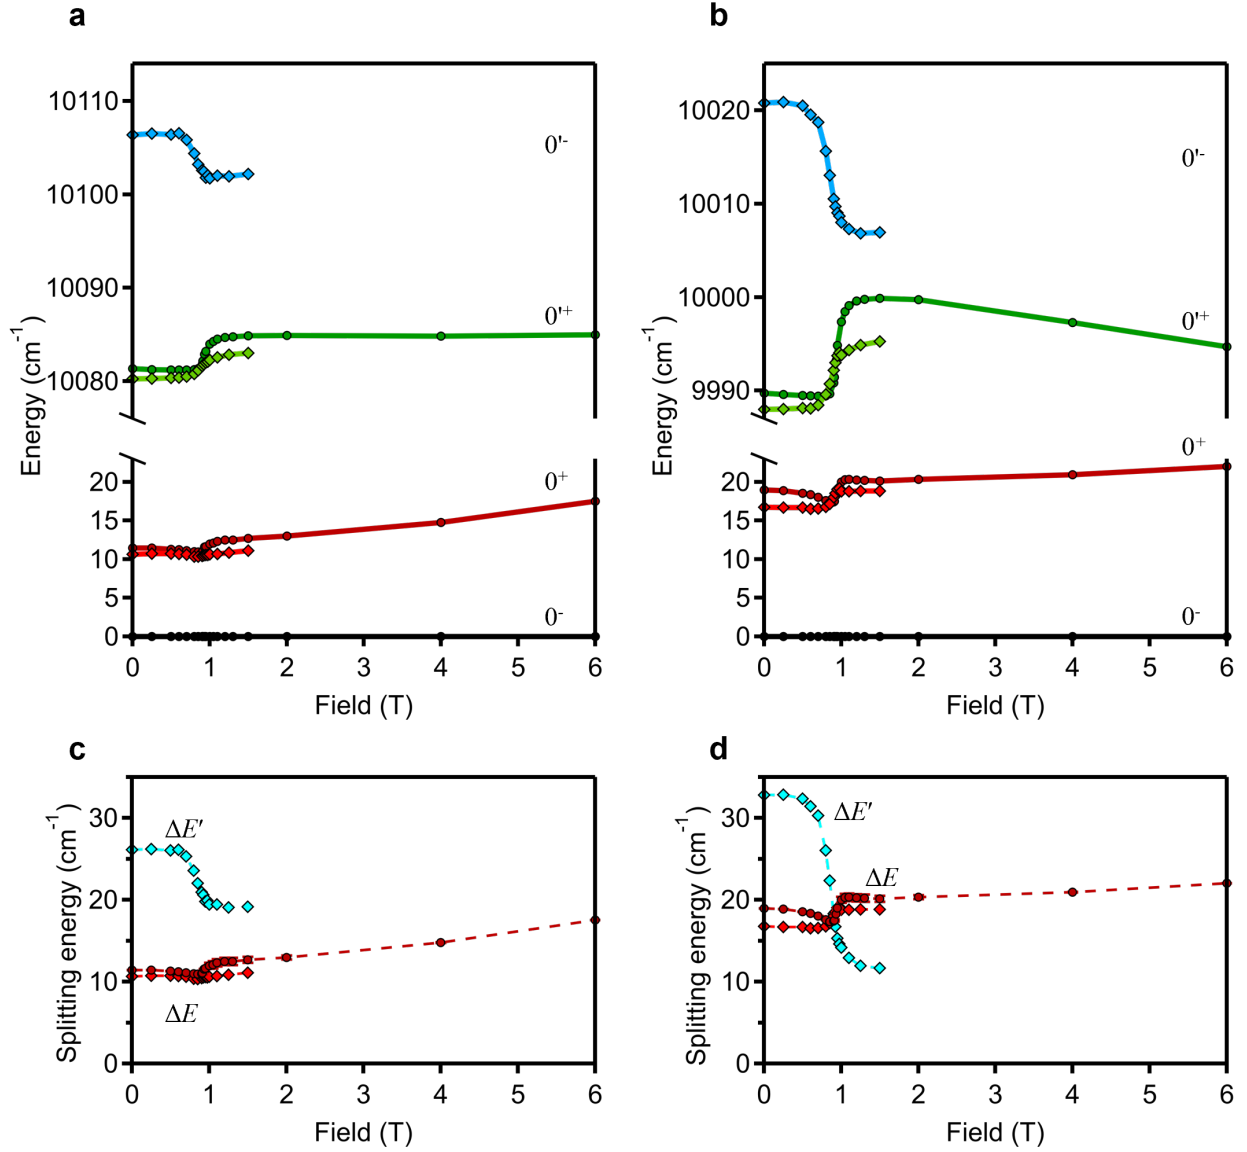 a
Energy (cm⁻¹)
10110
10100
10090
10080
20
15
10
5
0
0'⁻
0'⁺
0⁺
0⁻
0 1 2 3 4 5 6
Field (T)
b
Energy (cm⁻¹)
10020
10010
10000
9990
20
15
10
5
0
0'⁻
0'⁺
0⁺
0⁻
0 1 2 3 4 5 6
Field (T)
c
Splitting energy (cm⁻¹)
30
20
10
0
ΔE'
ΔE
0 1 2 3 4 5 6
Field (T)
d
Splitting energy (cm⁻¹)
30
20
10
0
ΔE'
ΔE
0 1 2 3 4 5 6
Field (T)